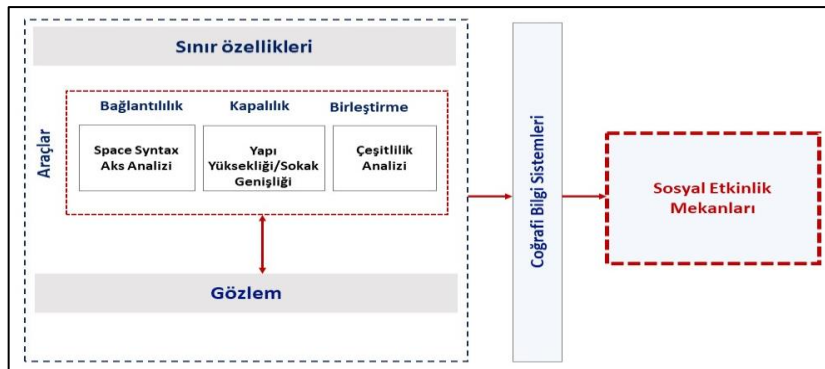 Sınır özellikleri
Araçlar
Bağlantılılık
Kapalılık
Birleştirme
Space Syntax
Aks Analizi
Yapı
Yüksekliği/Sokak
Genişliği
Çeşitlilik
Analizi
Gözlem
Coğrafi Bilgi Sistemleri
Sosyal Etkinlik
Mekanları